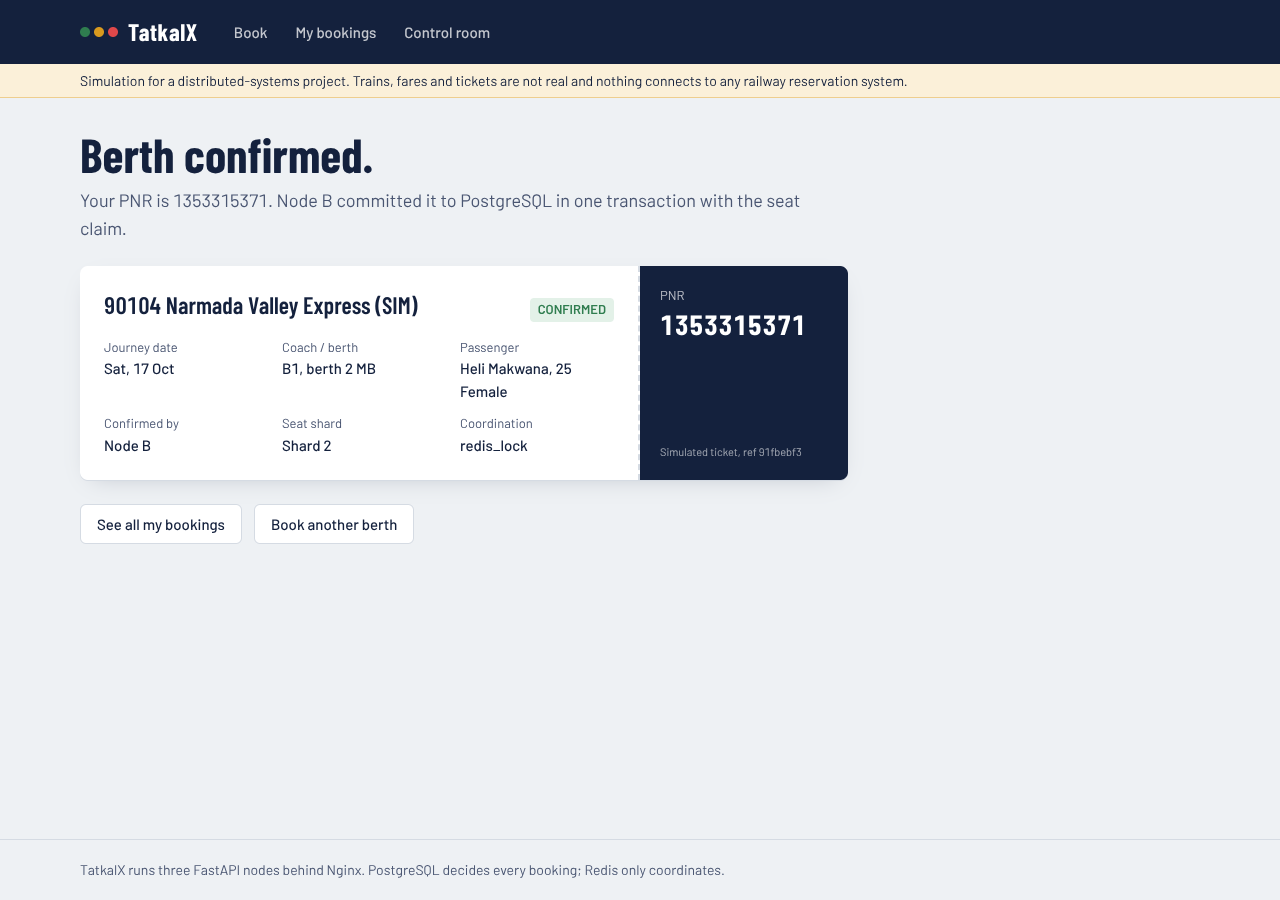 TatkalX
Book
My bookings
Control room
Simulation for a distributed-systems project. Trains, fares and tickets are not real and nothing connects to any railway reservation system.
Berth confirmed.
Your PNR is 1353315371. Node B committed it to PostgreSQL in one transaction with the seat
claim.
90104 Narmada Valley Express (SIM)
CONFIRMED
Journey date
Sat, 17 Oct
Coach / berth
B1, berth 2 MB
Passenger
Heli Makwana, 25
Female
Confirmed by
Node B
Seat shard
Shard 2
Coordination
redis_lock
PNR
1353315371
Simulated ticket, ref 91fbebf3
See all my bookings
Book another berth
TatkalX runs three FastAPI nodes behind Nginx. PostgreSQL decides every booking; Redis only coordinates.